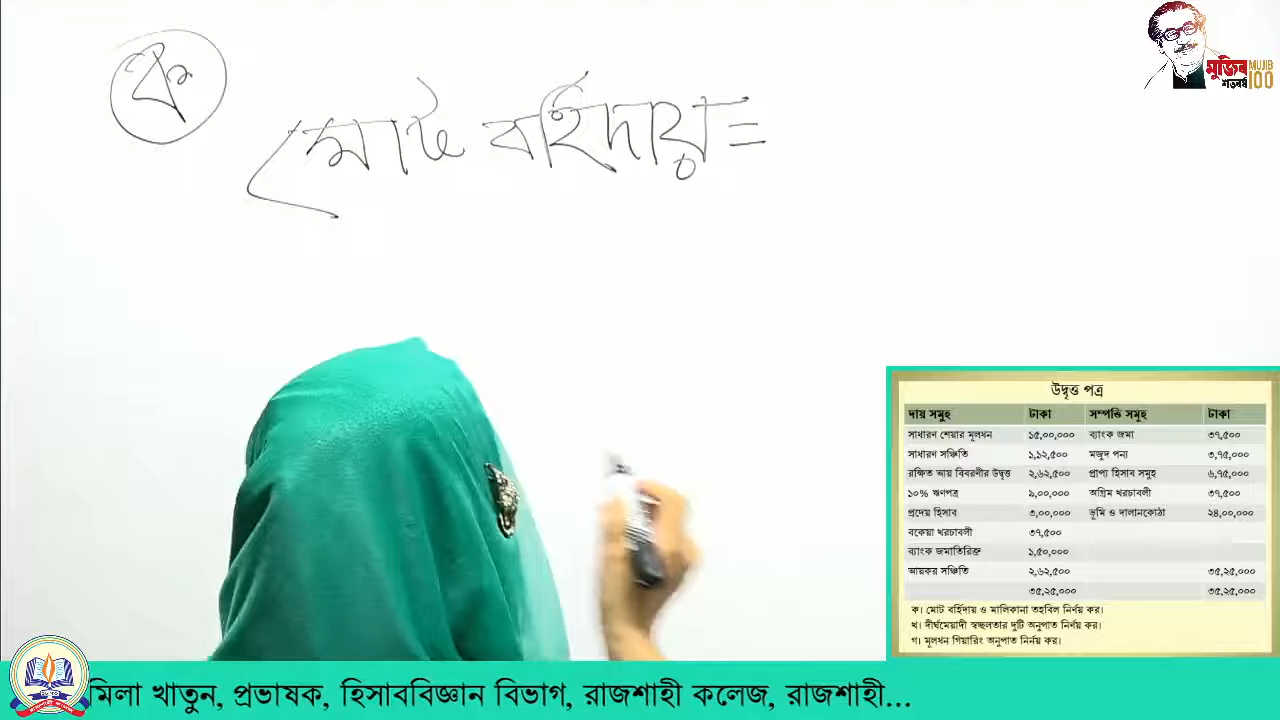 ক
মোট বর্হিদায় =
মুজিব MUJIB
শতবর্ষ 100
উদ্বৃত্ত পত্র
দায় সমুহ টাকা সম্পত্তি সমূহ টাকা
সাধারণ শেয়ার মূলধন ১৫,০০,০০০ ব্যাংক জমা ৩৭,৫০০
সাধারণ সঞ্চিতি ১,১২,৫০০ মজুদ পন্য ৩,৭৫,০০০
রক্ষিত আয় বিবরণীর উদ্বৃত্ত ২,৬২,৫০০ প্রাপ্য হিসাব সমুহ ৬,৭৫,০০০
১০% ঋণপত্র ৯,০০,০০০ অগ্রিম খরচাবলী ৩৭,৫০০
প্রদেয় হিসাব ৩,০০,০০০ ভূমি ও দালানকোঠা ২৪,০০,০০০
বকেয়া খরচাবলী ৩৭,৫০০
ব্যাংক জমাতিরিক্ত ১,৫০,০০০
আয়কর সঞ্চিতি ২,৬২,৫০০ ৩৫,২৫,০০০
৩৫,২৫,০০০ ৩৫,২৫,০০০
ক। মোট বর্হিদায় ও মালিকানা তহবিল নির্ণয় কর।
খ। দীর্ঘমেয়াদী স্বচ্ছলতার দুটি অনুপাত নির্ণয় কর।
গ। মূলধন গিয়ারিং অনুপাত নির্নয় কর।
মিলা খাতুন, প্রভাষক, হিসাববিজ্ঞান বিভাগ, রাজশাহী কলেজ, রাজশাহী...